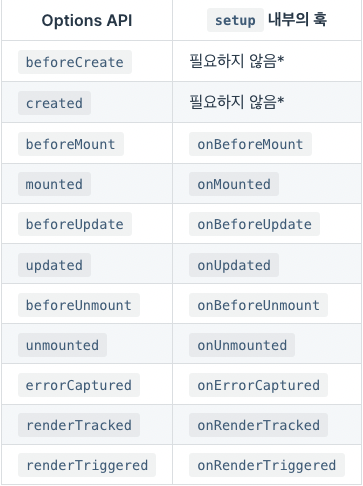 Options API setup 내부의 훅
beforeCreate 필요하지 않음*
created 필요하지 않음*
beforeMount onBeforeMount
mounted onMounted
beforeUpdate onBeforeUpdate
updated onUpdated
beforeUnmount onBeforeUnmount
unmounted onUnmounted
errorCaptured onErrorCaptured
renderTracked onRenderTracked
renderTriggered onRenderTriggered